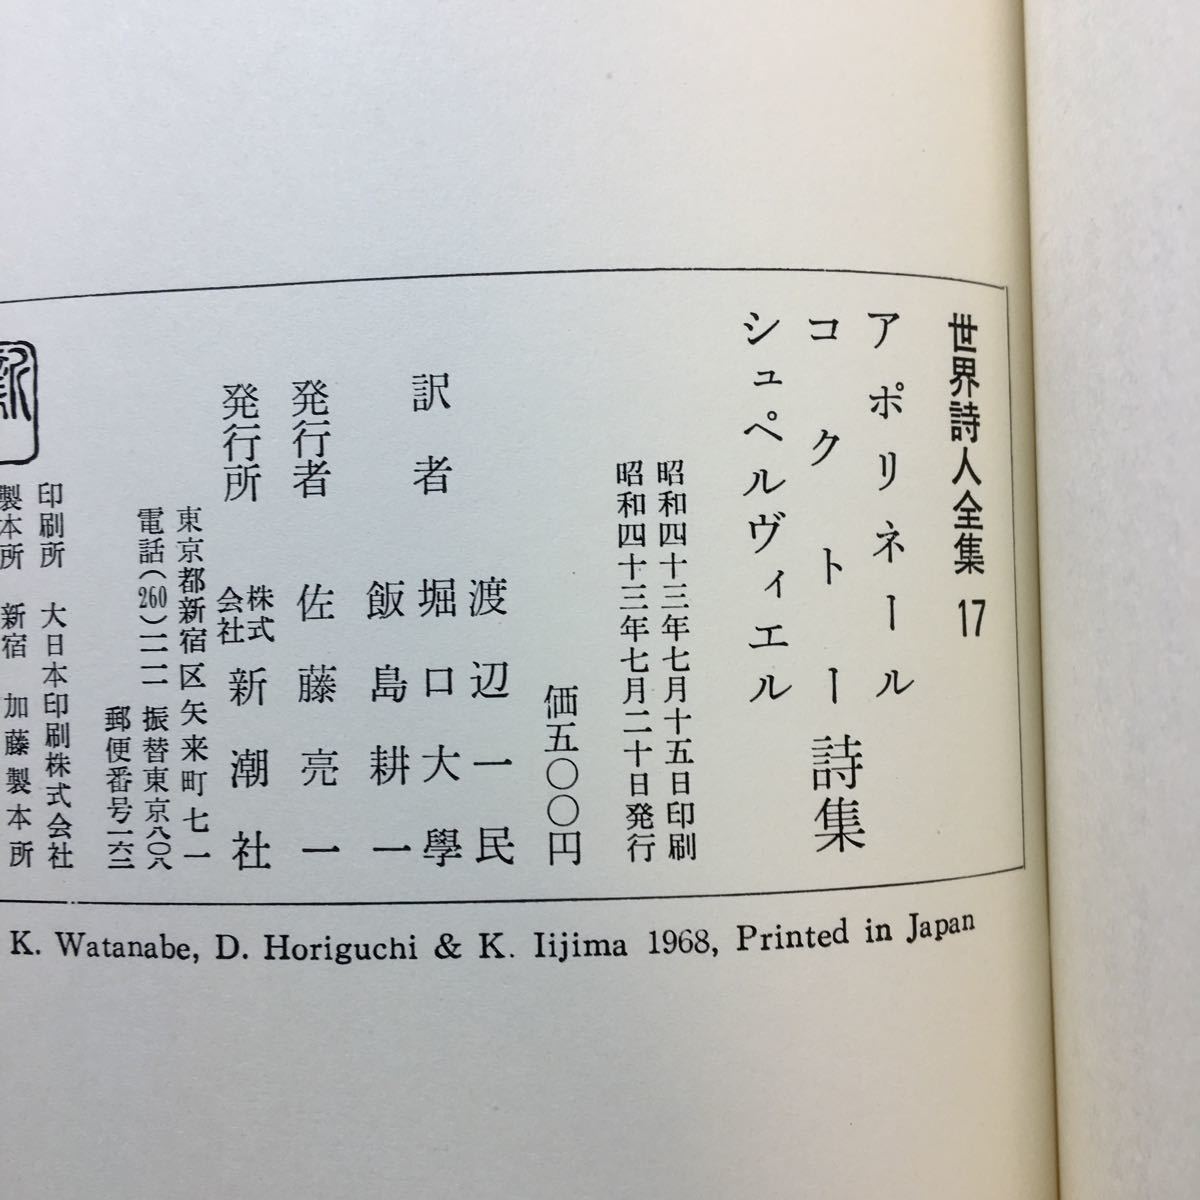 世界詩人全集 17
アポリネール
コクトー詩集
シュペルヴィエル
昭和四十三年七月十五日印刷
昭和四十三年七月二十日発行
価五〇〇円
訳者 渡辺一民
堀口大學
飯島耕一
発行者 佐藤亮一
発行所 株式会社 新潮社
東京都新宿区矢来町七一
電話(260)一一一一 振替東京八〇八
郵便番号一六二
印刷所 大日本印刷株式会社
製本所 新宿 加藤製本所
新
K. Watanabe, D. Horiguchi & K. Iijima 1968, Printed in Japan